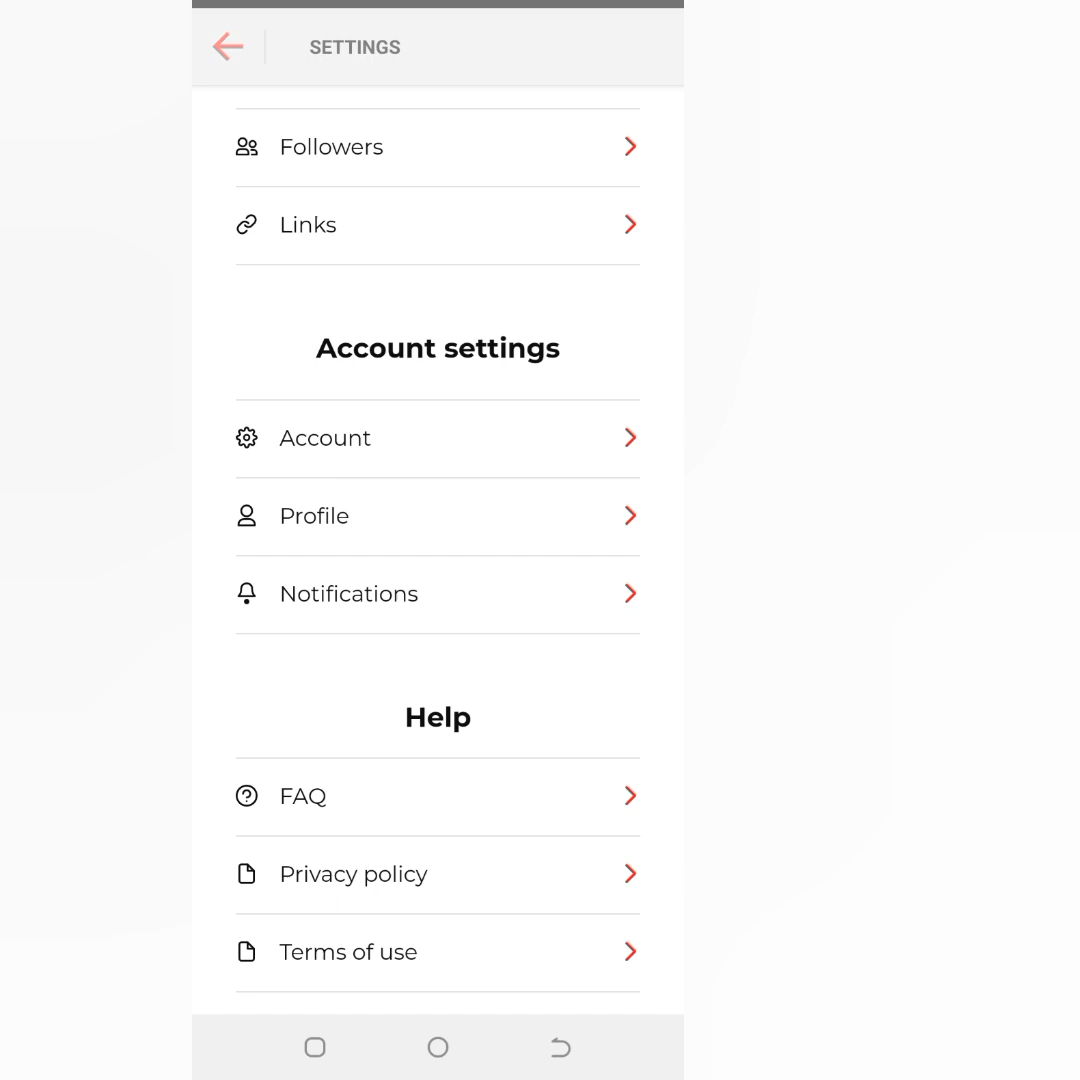 SETTINGS
Followers
Links
Account settings
Account
Profile
Notifications
Help
FAQ
Privacy policy
Terms of use